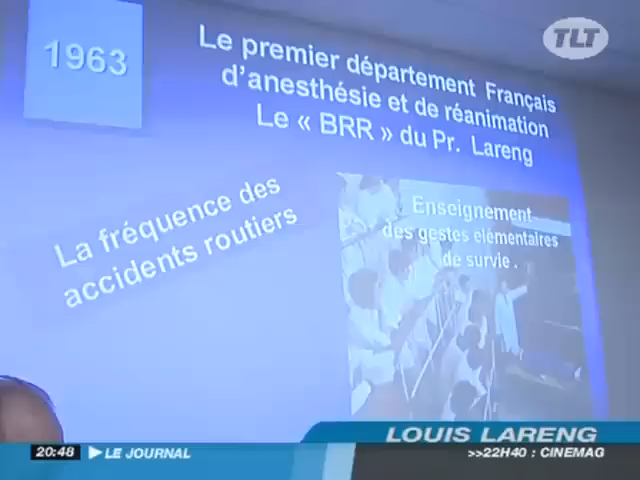 TLT
1963
Le premier département Français
d'anesthésie et de réanimation
Le « BRR » du Pr. Lareng
La fréquence des
accidents routiers
Enseignement
des gestes elémentaires
de survie .
LOUIS LARENG
20:48 LE JOURNAL >>22H40 : CINEMAG